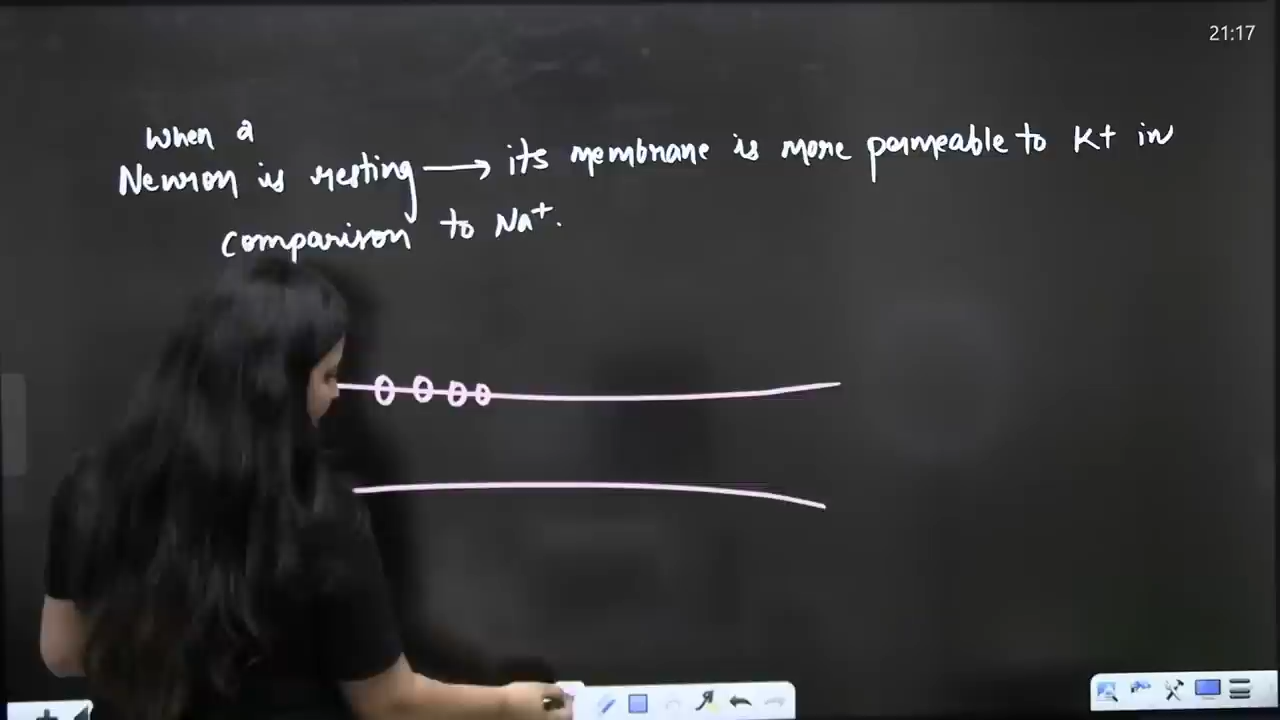 21:17
When a
Neuron is resting → its membrane is more permeable to K+ in
comparison to Na+.